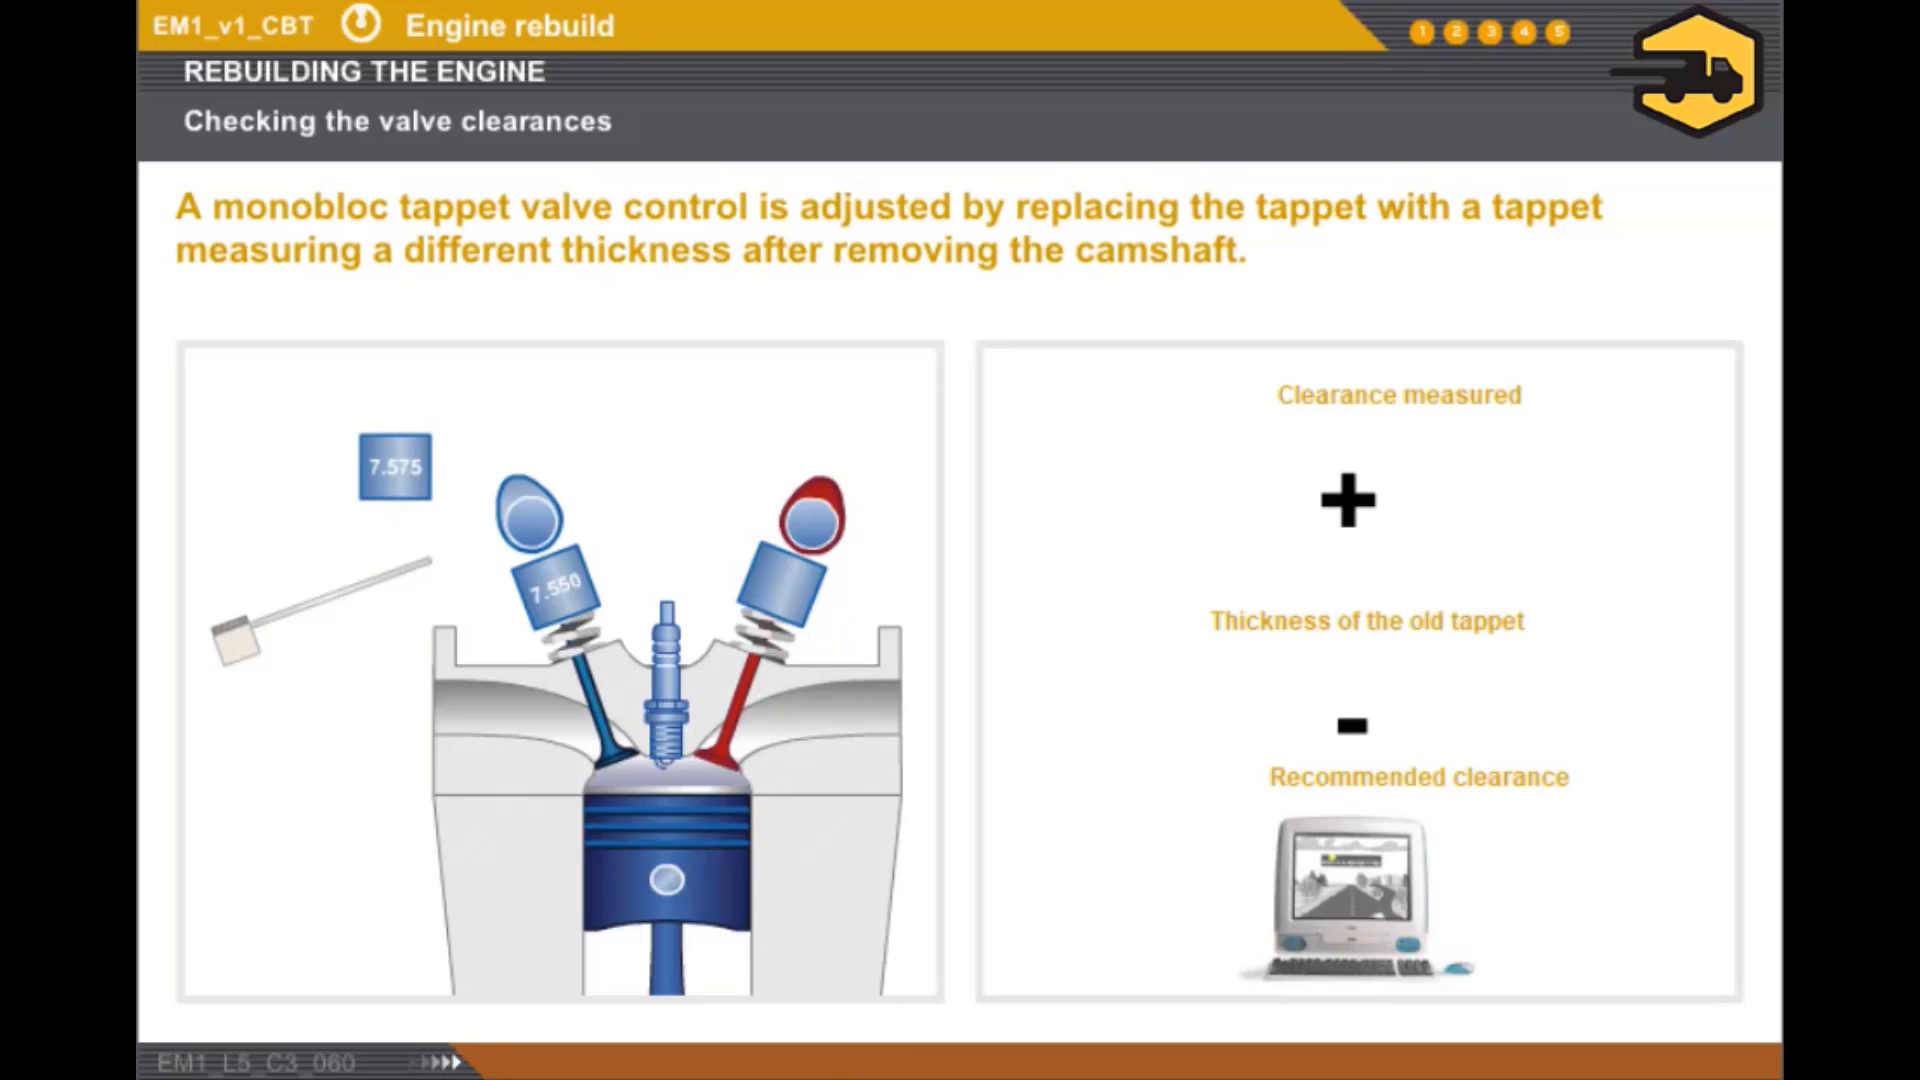 EM1_v1_CBT
Engine rebuild
1 2 3 4 5
REBUILDING THE ENGINE
Checking the valve clearances
A monobloc tappet valve control is adjusted by replacing the tappet with a tappet
measuring a different thickness after removing the camshaft.
7.575
7.550
Clearance measured
+
Thickness of the old tappet
-
Recommended clearance
EM1_L5_C3_060